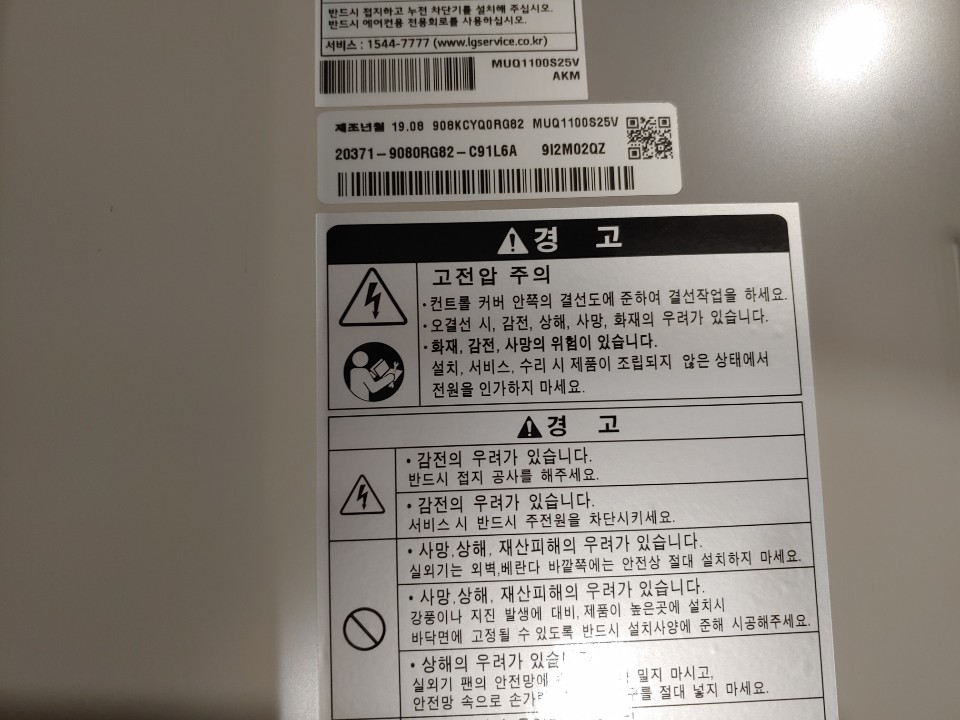 반드시 접지하고 누전 차단기를 설치해 주십시오.
반드시 에어컨용 전용회로를 사용하십시오.
서비스 : 1544-7777 (www.lgservice.co.kr)
MUQ1100S25V
AKM
제조년월 19.08 908KCYQ0RG82 MUQ1100S25V
20371-9080RG82-C91L6A 9I2M02QZ
경 고
고전압 주의
·컨트롤 커버 안쪽의 결선도에 준하여 결선작업을 하세요.
·오결선 시, 감전, 상해, 사망, 화재의 우려가 있습니다.
·화재, 감전, 사망의 위험이 있습니다.
설치, 서비스, 수리 시 제품이 조립되지 않은 상태에서
전원을 인가하지 마세요.
경 고
·감전의 우려가 있습니다.
반드시 접지 공사를 해주세요.
·감전의 우려가 있습니다.
서비스 시 반드시 주전원을 차단시키세요.
·사망,상해, 재산피해의 우려가 있습니다.
실외기는 외벽,베란다 바깥쪽에는 안전상 절대 설치하지 마세요.
·사망,상해, 재산피해의 우려가 있습니다.
강풍이나 지진 발생에 대비,제품이 높은곳에 설치시
바닥면에 고정될 수 있도록 반드시 설치사양에 준해 시공해주세요.
·상해의 우려가
실외기 팬의 안전망에 밀지 마시고,
안전망 속으로 절대 넣지 마세요.